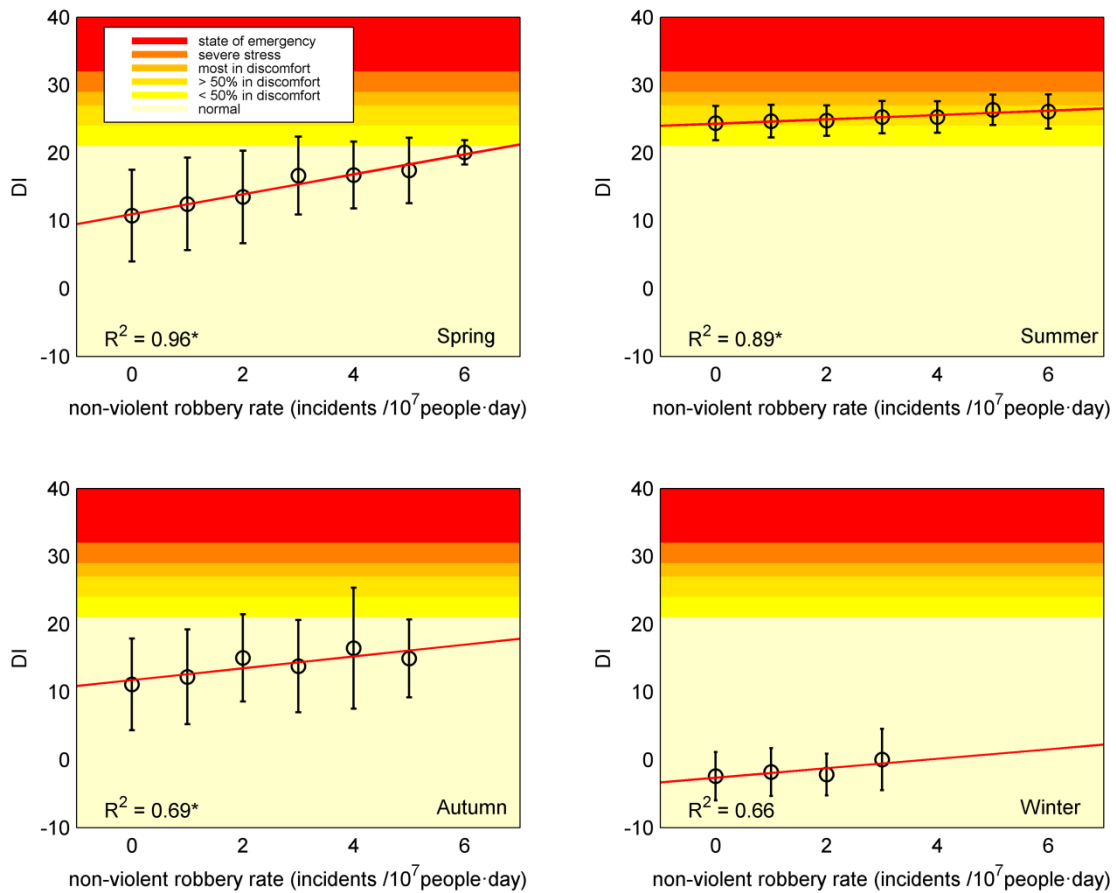 40
30
20
10
0
-10
DI
state of emergency
severe stress
most in discomfort
> 50% in discomfort
< 50% in discomfort
normal
R² = 0.96*
Spring
0 2 4 6
non-violent robbery rate (incidents /10⁷people·day)
40
30
20
10
0
-10
DI
R² = 0.89*
Summer
0 2 4 6
non-violent robbery rate (incidents /10⁷people·day)
40
30
20
10
0
-10
DI
R² = 0.69*
Autumn
0 2 4 6
non-violent robbery rate (incidents /10⁷people·day)
40
30
20
10
0
-10
DI
R² = 0.66
Winter
0 2 4 6
non-violent robbery rate (incidents /10⁷people·day)